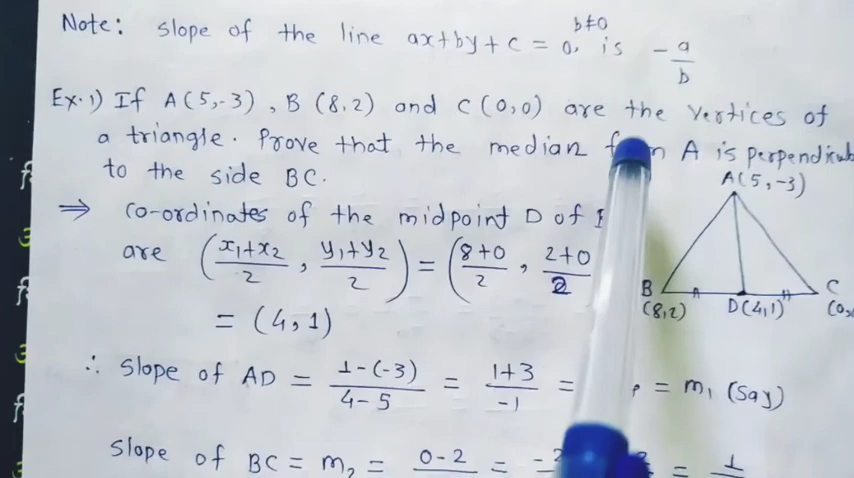 Note: slope of the line ax+by+c = 0, b≠0 is -a/b
Ex.1) If A(5,-3), B(8,2) and C(0,0) are the vertices of
a triangle. Prove that the median A is perpendicul
to the side BC.
⇒ Co-ordinates of the midpoint D of
are ((x₁+x₂)/2, (y₁+y₂)/2) = ((8+0)/2, (2+0)/2
= (4,1)
∴ Slope of AD = (1-(-3))/(4-5) = (1+3)/(-1) = = m₁ (say)
Slope of BC = m₂ = 0-2 = -2 = 1
A(5,-3)
B
(8,2)
D(4,1)
C
(0,